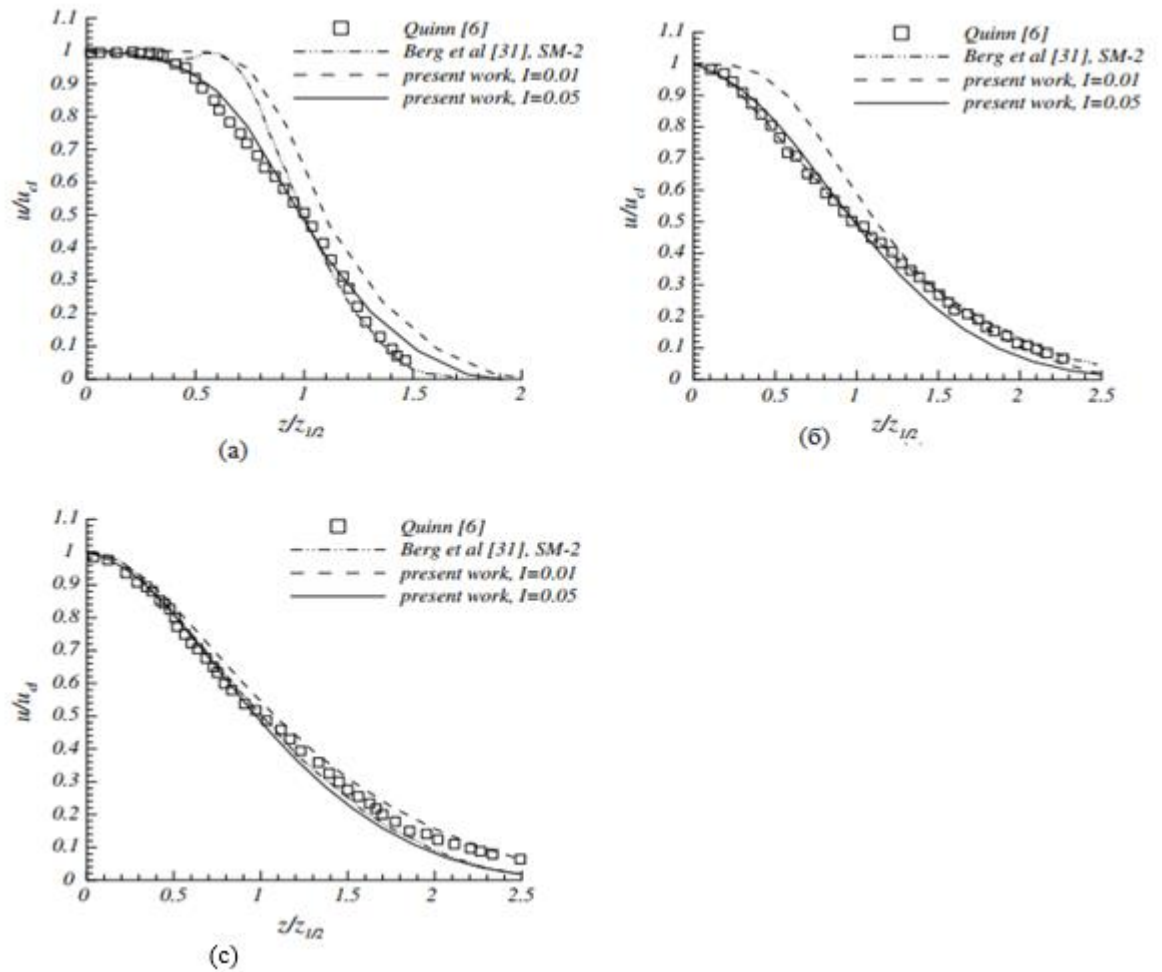 1.1
1
0.9
0.8
0.7
0.6
0.5
0.4
0.3
0.2
0.1
0
u/u_cl
Quinn [6]
Berg et al [31], SM-2
present work, I=0.01
present work, I=0.05
0 0.5 1 1.5 2
z/z_1/2
(a)
1.1
1
0.9
0.8
0.7
0.6
0.5
0.4
0.3
0.2
0.1
0
u/u_cl
Quinn [6]
Berg et al [31], SM-2
present work, I=0.01
present work, I=0.05
0 0.5 1 1.5 2 2.5
z/z_1/2
(б)
1.1
1
0.9
0.8
0.7
0.6
0.5
0.4
0.3
0.2
0.1
0
u/u_cl
Quinn [6]
Berg et al [31], SM-2
present work, I=0.01
present work, I=0.05
0 0.5 1 1.5 2 2.5
z/z_1/2
(c)